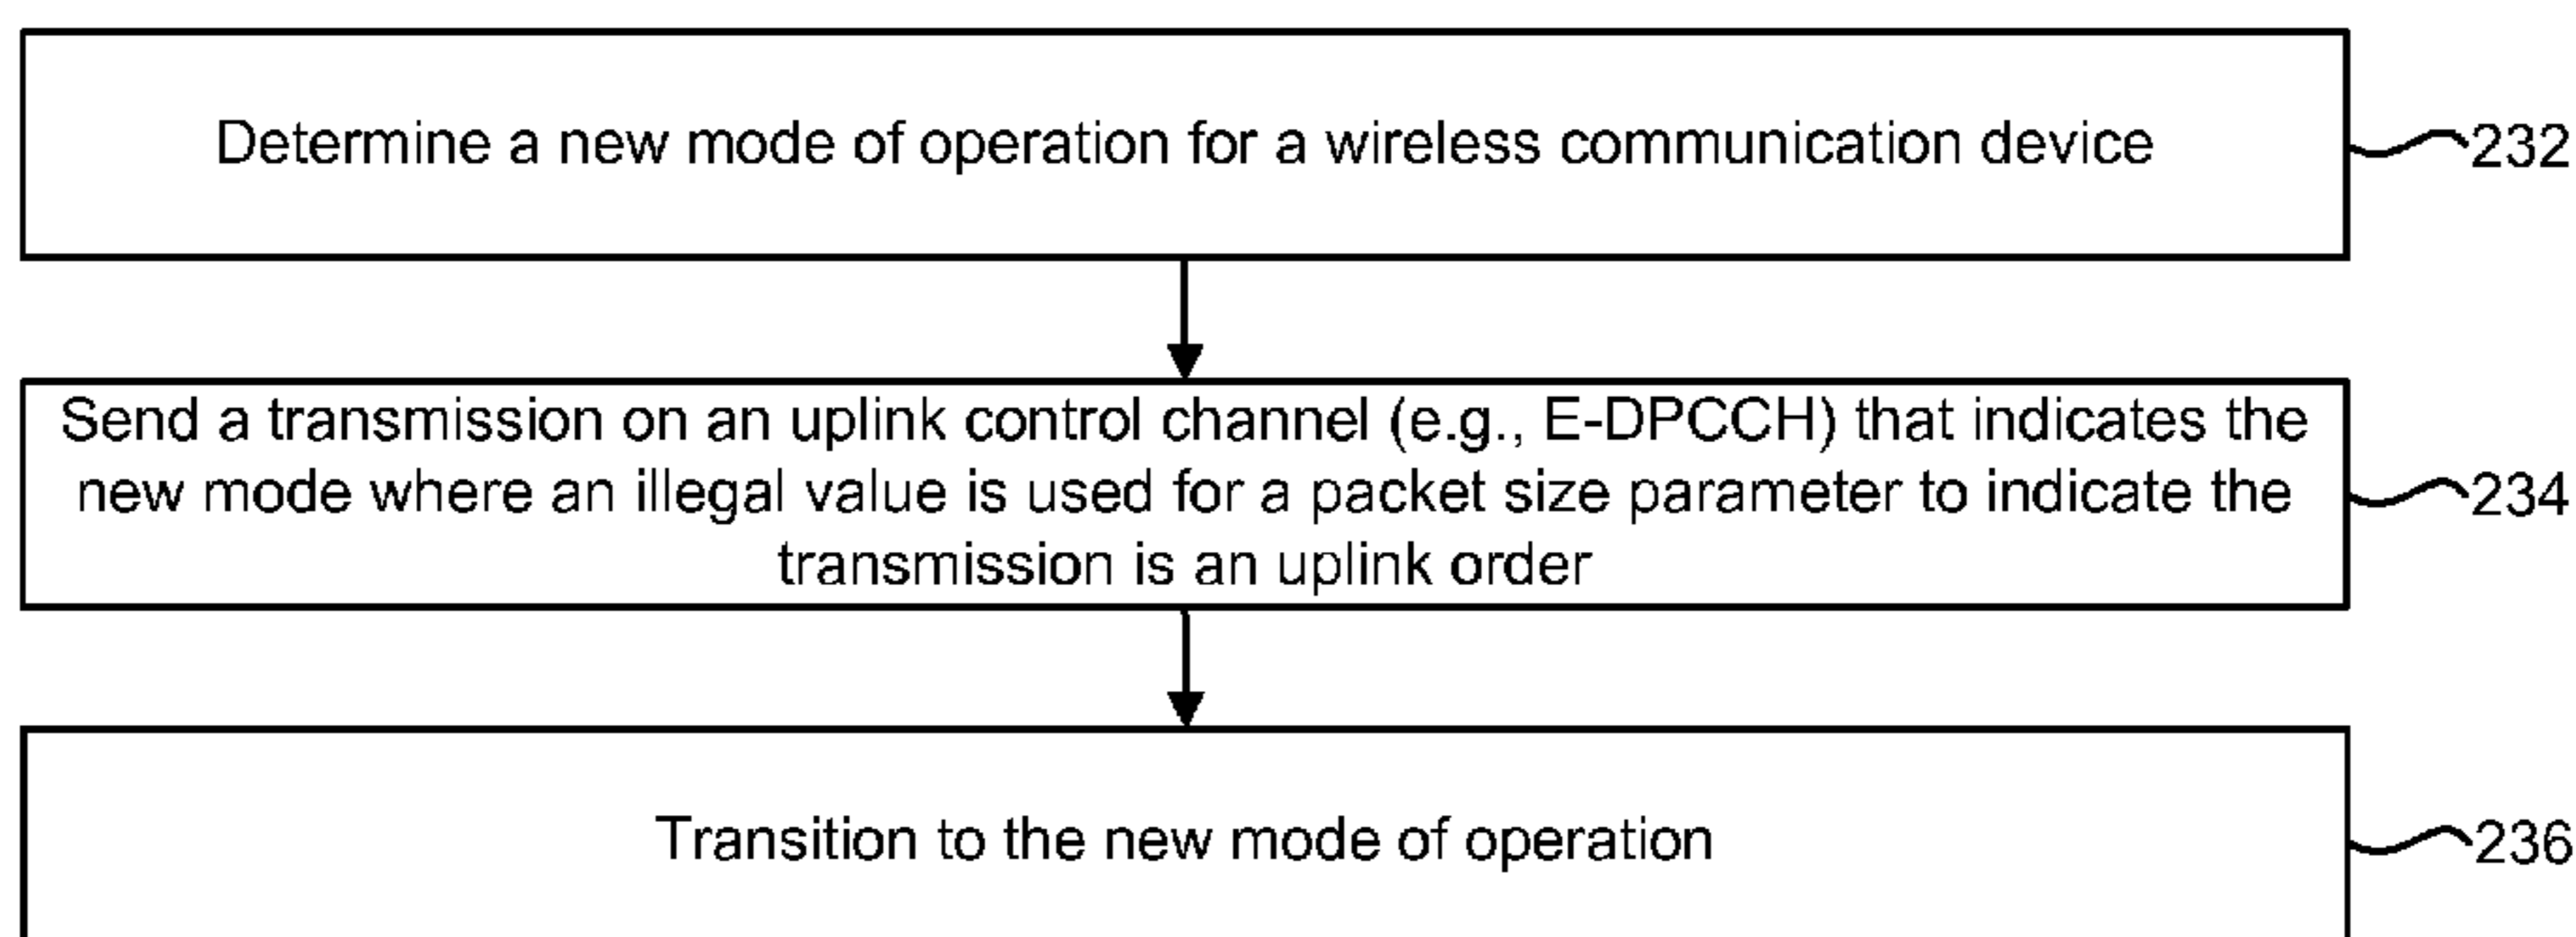 Determine a new mode of operation for a wireless communication device
232
Send a transmission on an uplink control channel (e.g., E-DPCCH) that indicates the
new mode where an illegal value is used for a packet size parameter to indicate the
transmission is an uplink order
234
Transition to the new mode of operation
236